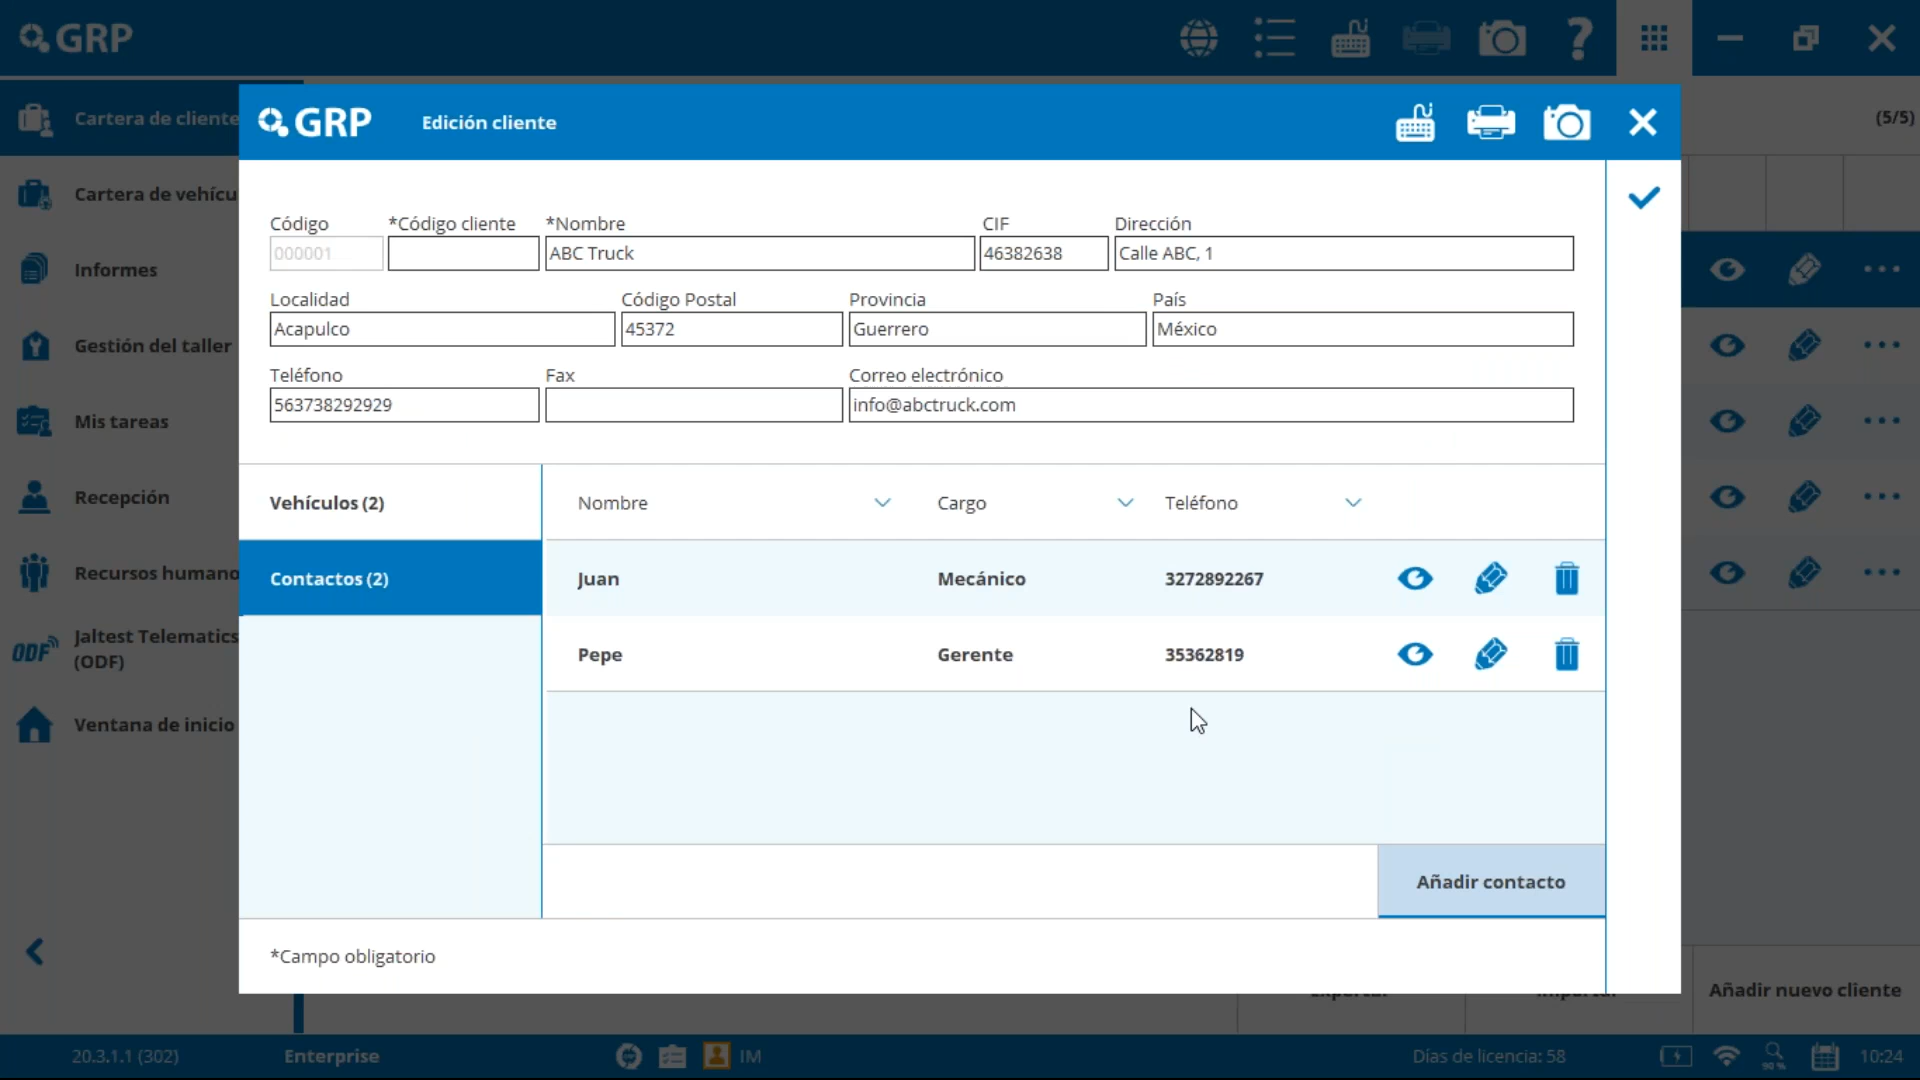 GRP
Cartera de cliente
(5/5)
GRP
Edición cliente
Cartera de vehícu
Informes
Gestión del taller
Mis tareas
Recepción
Recursos humano
Jaltest Telematics
(ODF)
ODF
Ventana de inicio
Código
*Código cliente
*Nombre
CIF
Dirección
000001
ABC Truck
46382638
Calle ABC, 1
Localidad
Código Postal
Provincia
País
Acapulco
45372
Guerrero
México
Teléfono
Fax
Correo electrónico
563738292929
info@abctruck.com
Vehículos (2)
Nombre
Cargo
Teléfono
Contactos (2)
Juan
Mecánico
3272892267
Pepe
Gerente
35362819
Añadir contacto
*Campo obligatorio
Añadir nuevo cliente
20.3.1.1 (302)
Enterprise
IM
Días de licencia: 58
90 %
10:24